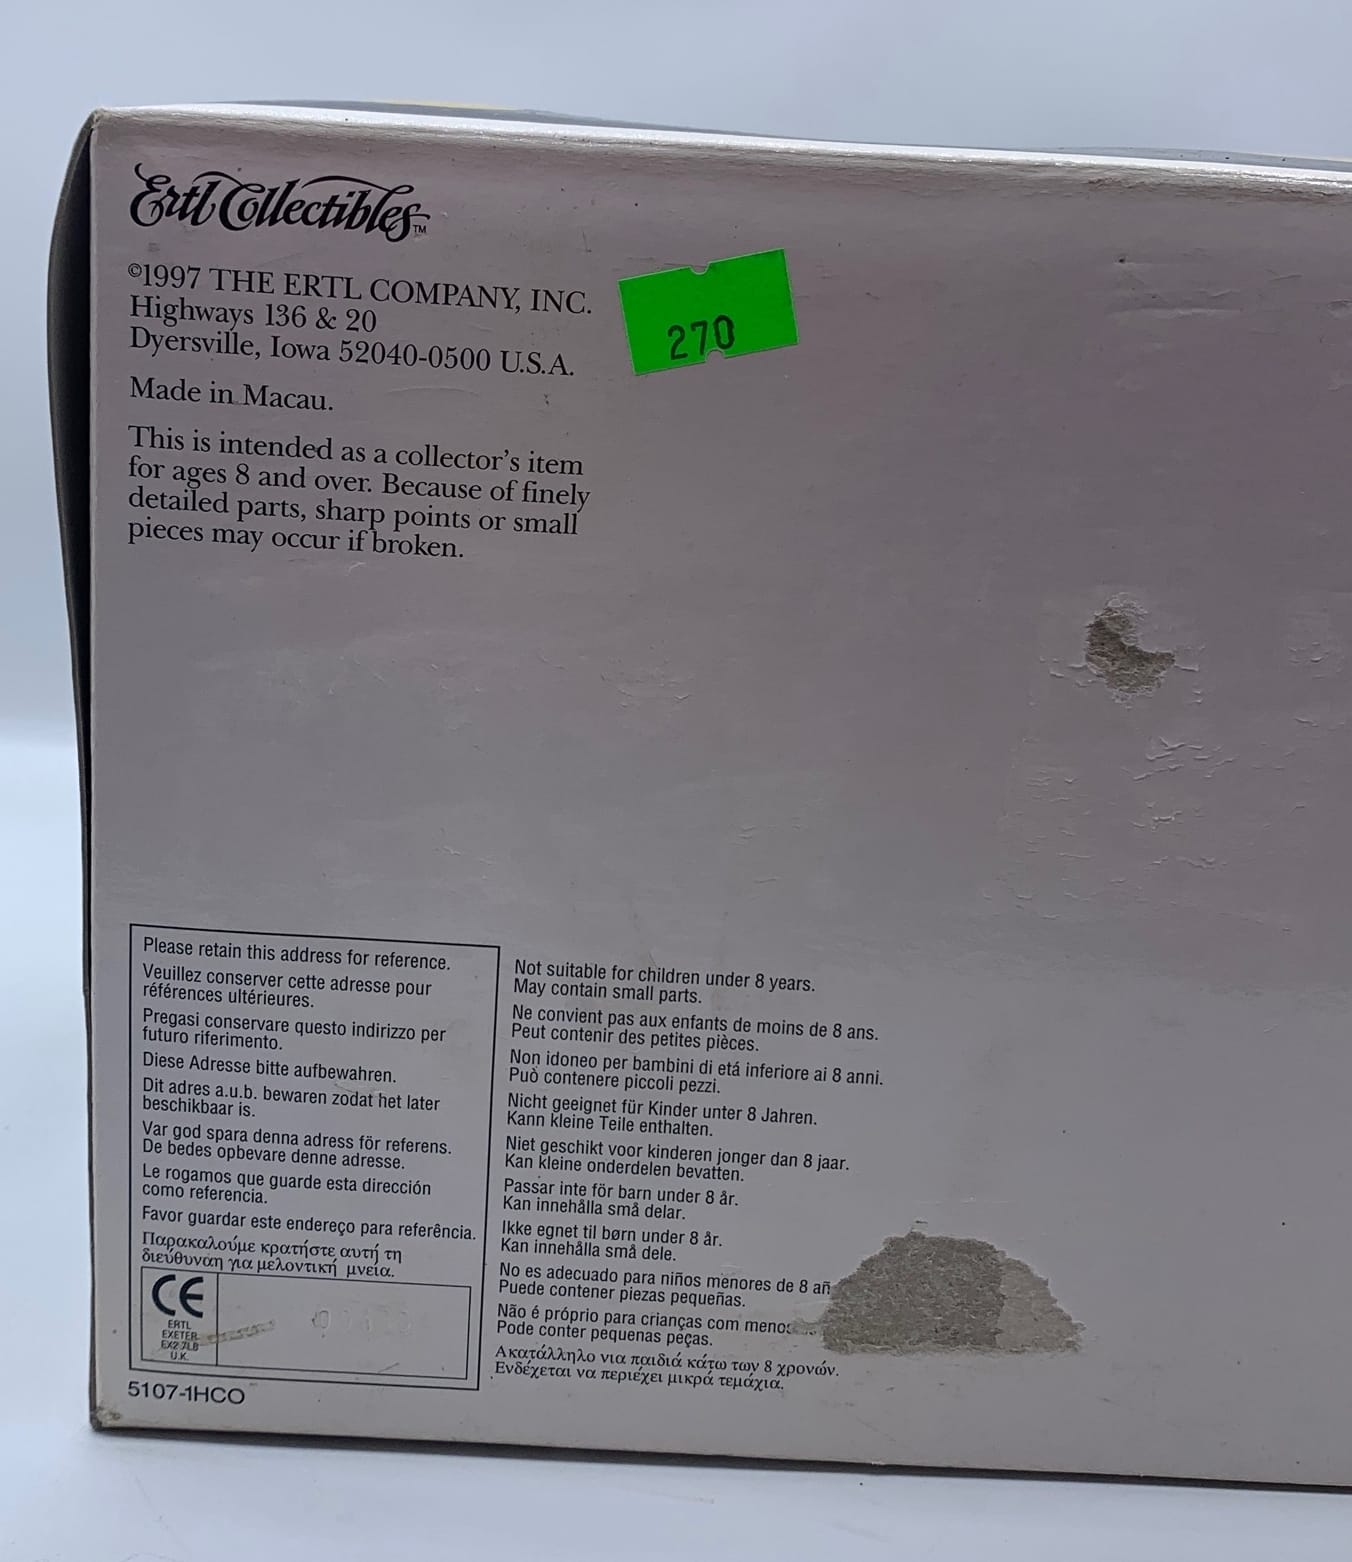 Ertl Collectibles™
©1997 THE ERTL COMPANY, INC.
Highways 136 & 20
Dyersville, Iowa 52040-0500 U.S.A.
Made in Macau.
This is intended as a collector's item
for ages 8 and over. Because of finely
detailed parts, sharp points or small
pieces may occur if broken.
270
Please retain this address for reference.
Veuillez conserver cette adresse pour
références ultérieures.
Pregasi conservare questo indirizzo per
futuro riferimento.
Diese Adresse bitte aufbewahren.
Dit adres a.u.b. bewaren zodat het later
beschikbaar is.
Var god spara denna adress för referens.
De bedes opbevare denne adresse.
Le rogamos que guarde esta dirección
como referencia.
Favor guardar este endereço para referência.
Παρακαλούμε κρατήστε αυτή τη
διεύθυναη για μελοντική μνεία.
CE
ERTL
EXETER
EX2 7LB
U.K.
5107-1HCO
Not suitable for children under 8 years.
May contain small parts.
Ne convient pas aux enfants de moins de 8 ans.
Peut contenir des petites pièces.
Non idoneo per bambini di etá inferiore ai 8 anni.
Può contenere piccoli pezzi.
Nicht geeignet für Kinder unter 8 Jahren.
Kann kleine Teile enthalten.
Niet geschikt voor kinderen jonger dan 8 jaar.
Kan kleine onderdelen bevatten.
Passar inte för barn under 8 år.
Kan innehålla små delar.
Ikke egnet til børn under 8 år.
Kan innehålla små dele.
No es adecuado para niños menores de 8 añ
Puede contener piezas pequeñas.
Não é próprio para crianças com menos
Pode conter pequenas peças.
Ακατάλληλο νια παιδιά κάτω των 8 χρονών.
Ενδέχεται να περιέχει μικρά τεμάχια.